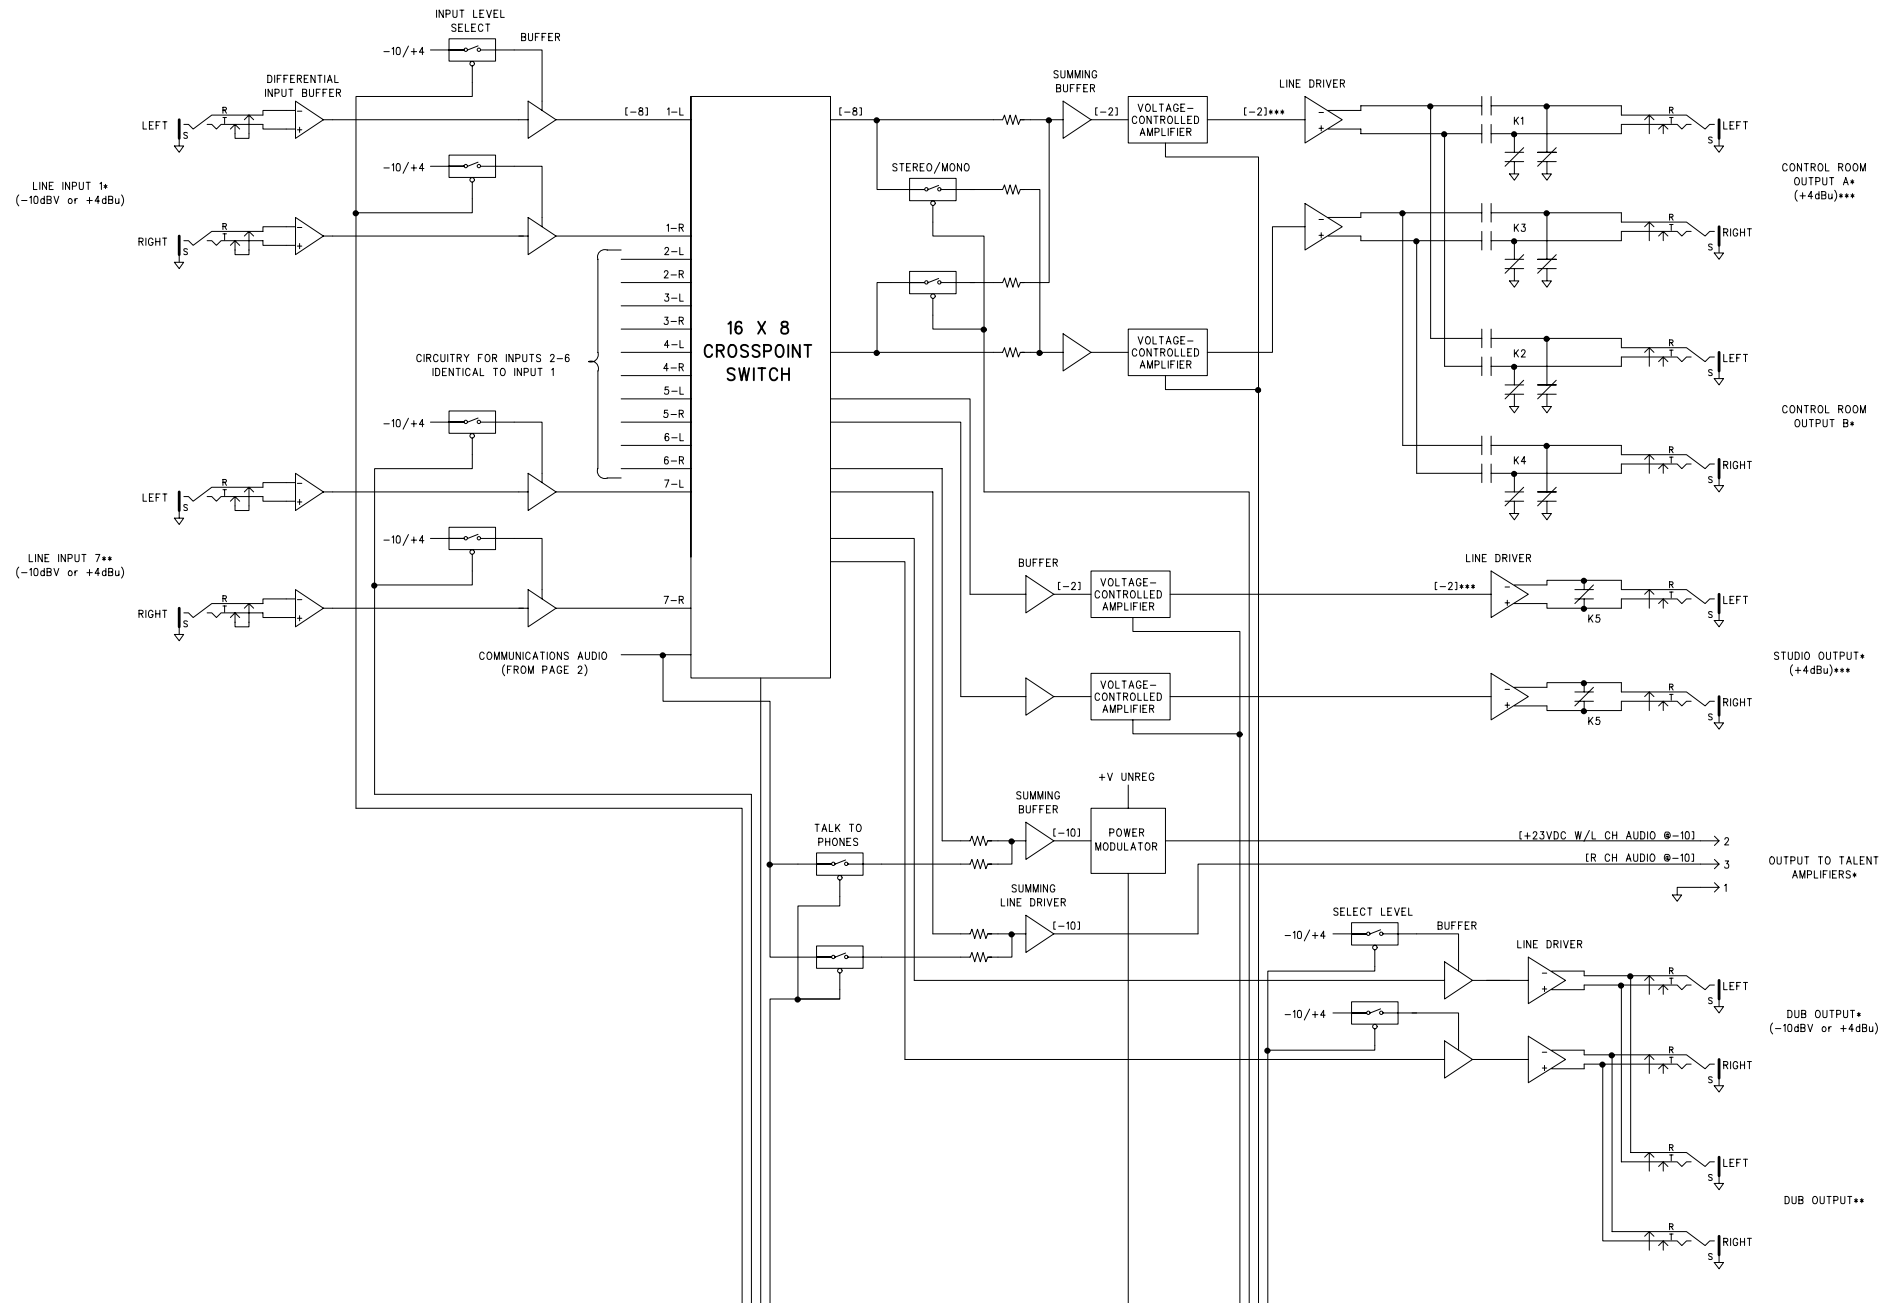 INPUT LEVEL
SELECT
-10/+4
BUFFER
DIFFERENTIAL
INPUT BUFFER
LEFT
R
T
S
-
+
[-8]
1-L
-10/+4
LINE INPUT 1*
(-10dBV or +4dBu)
RIGHT
R
T
S
-
+
1-R
2-L
2-R
3-L
3-R
4-L
4-R
5-L
5-R
6-L
6-R
7-L
CIRCUITRY FOR INPUTS 2-6
IDENTICAL TO INPUT 1
-10/+4
LEFT
R
T
S
-
+
-10/+4
LINE INPUT 7**
(-10dBV or +4dBu)
RIGHT
R
T
S
-
+
7-R
COMMUNICATIONS AUDIO
(FROM PAGE 2)
16 X 8
CROSSPOINT
SWITCH
[-8]
STEREO/MONO
SUMMING
BUFFER
[-2]
VOLTAGE-
CONTROLLED
AMPLIFIER
[-2]***
LINE DRIVER
-
+
K1
R
T
S
LEFT
CONTROL ROOM
OUTPUT A*
(+4dBu)***
-
+
K3
R
T
S
RIGHT
VOLTAGE-
CONTROLLED
AMPLIFIER
K2
R
T
S
LEFT
CONTROL ROOM
OUTPUT B*
K4
R
T
S
RIGHT
BUFFER
[-2]
VOLTAGE-
CONTROLLED
AMPLIFIER
[-2]***
LINE DRIVER
-
+
K5
R
T
S
LEFT
STUDIO OUTPUT*
(+4dBu)***
VOLTAGE-
CONTROLLED
AMPLIFIER
-
+
K5
R
T
S
RIGHT
+V UNREG
TALK TO
PHONES
SUMMING
BUFFER
[-10]
POWER
MODULATOR
[+23VDC W/L CH AUDIO @-10]
2
[R CH AUDIO @-10]
3
1
OUTPUT TO TALENT
AMPLIFIERS*
SUMMING
LINE DRIVER
[-10]
SELECT LEVEL
-10/+4
BUFFER
LINE DRIVER
-
+
R
T
S
LEFT
-10/+4
DUB OUTPUT*
(-10dBV or +4dBu)
-
+
R
T
S
RIGHT
R
T
S
LEFT
DUB OUTPUT**
R
T
S
RIGHT